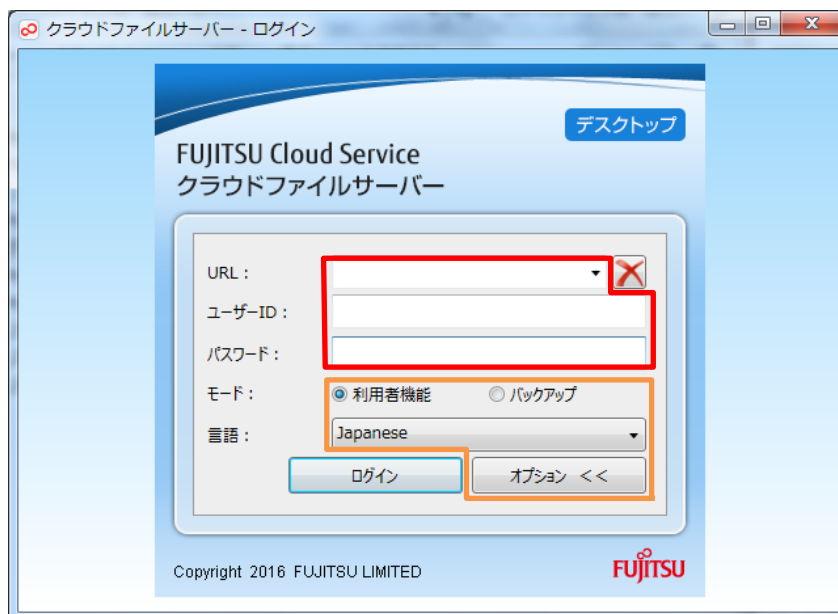 クラウドファイルサーバー - ログイン
デスクトップ
FUJITSU Cloud Service
クラウドファイルサーバー
URL :
ユーザーID :
パスワード :
モード : 利用者機能 バックアップ
言語 : Japanese
ログイン オプション <<
Copyright 2016 FUJITSU LIMITED FUJITSU